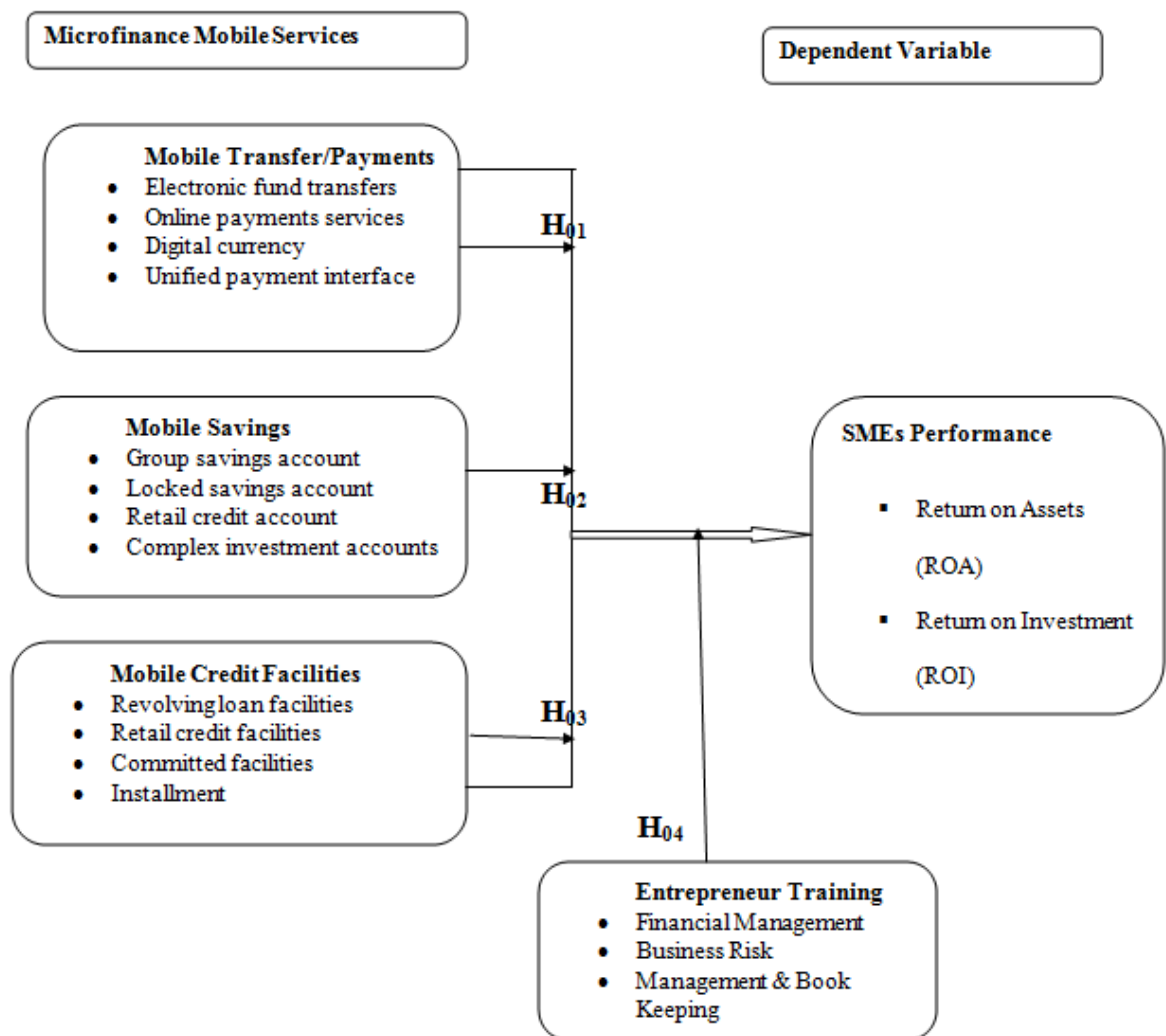 Microfinance Mobile Services
Dependent Variable
Mobile Transfer/Payments
• Electronic fund transfers
• Online payments services
• Digital currency
• Unified payment interface
H01
Mobile Savings
• Group savings account
• Locked savings account
• Retail credit account
• Complex investment accounts
H02
SMEs Performance
▪ Return on Assets
(ROA)
▪ Return on Investment
(ROI)
Mobile Credit Facilities
• Revolving loan facilities
• Retail credit facilities
• Committed facilities
• Installment
H03
H04
Entrepreneur Training
• Financial Management
• Business Risk
• Management & Book
Keeping